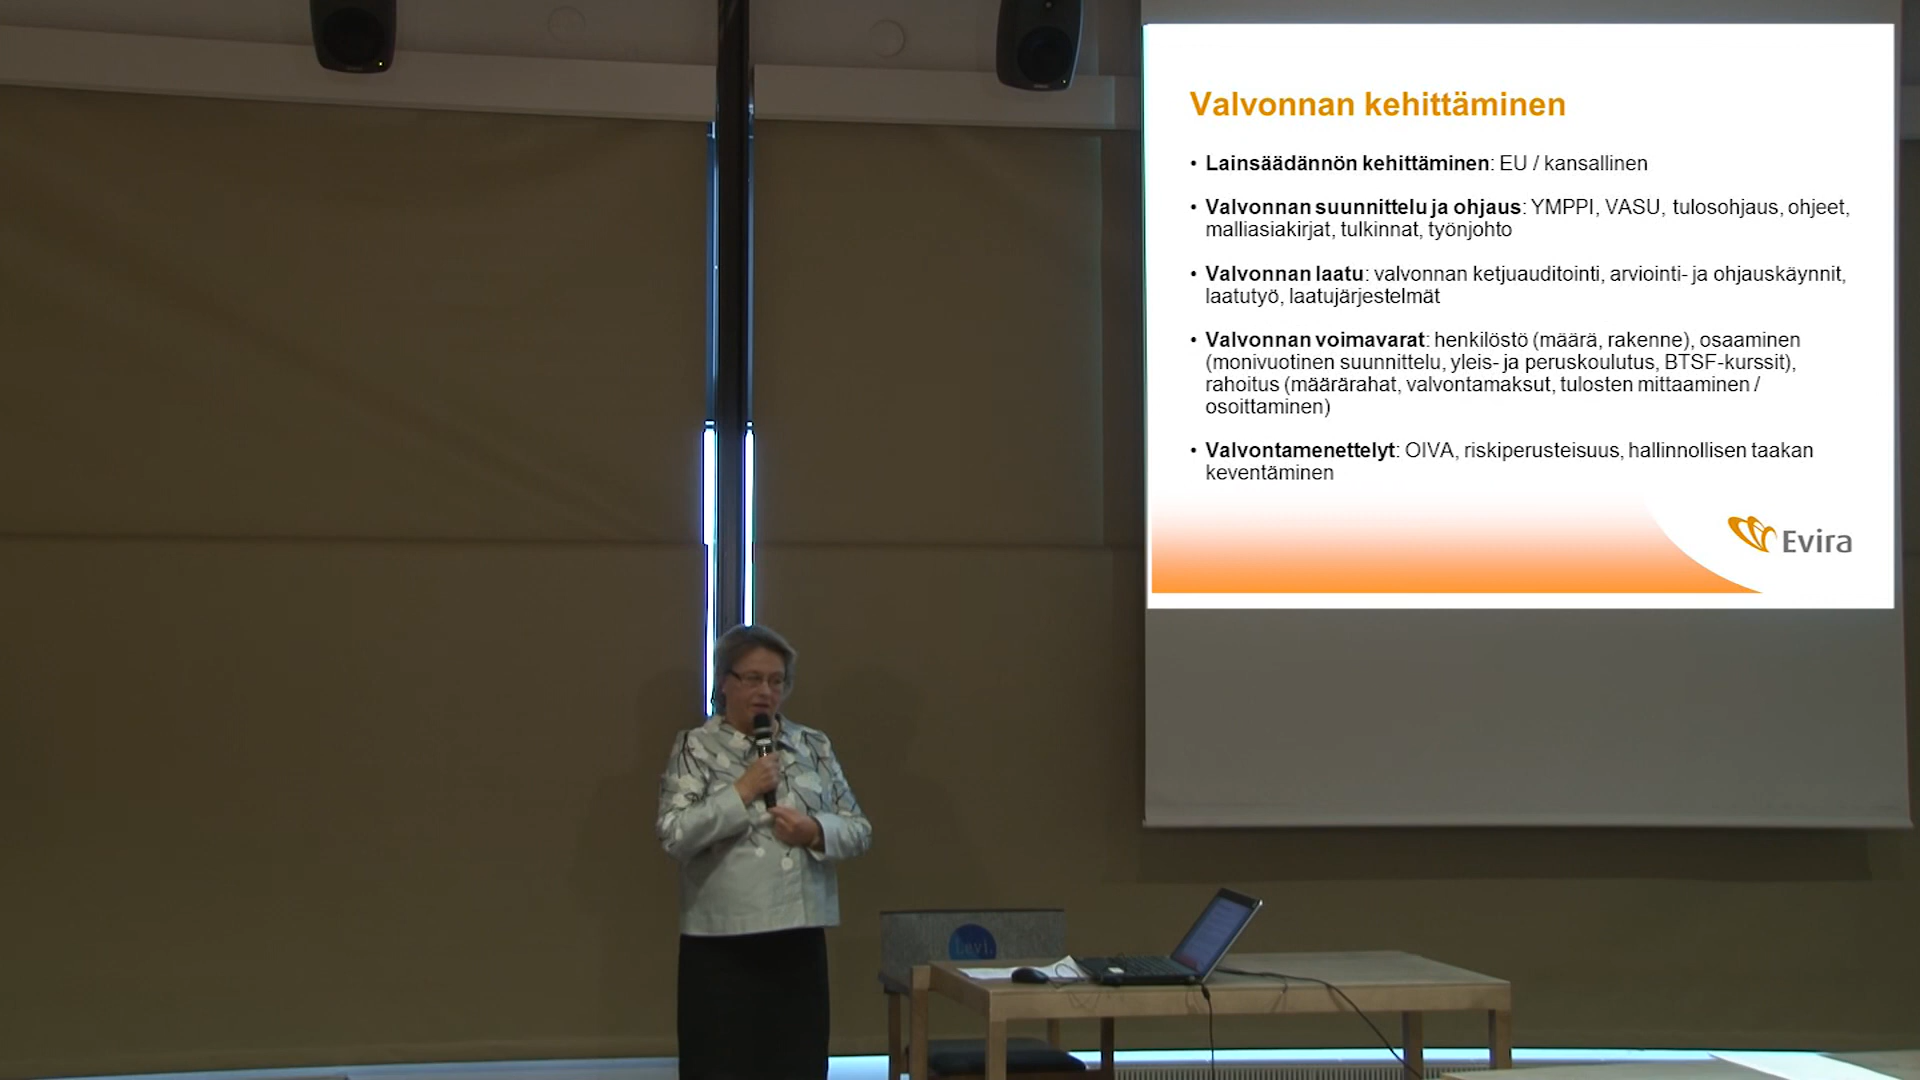 Valvonnan kehittäminen
• Lainsäädännön kehittäminen: EU / kansallinen
• Valvonnan suunnittelu ja ohjaus: YMPPI, VASU, tulosohjaus, ohjeet,
malliasiakirjat, tulkinnat, työnjohto
• Valvonnan laatu: valvonnan ketjuauditointi, arviointi- ja ohjauskäynnit,
laatutyö, laatujärjestelmät
• Valvonnan voimavarat: henkilöstö (määrä, rakenne), osaaminen
(monivuotinen suunnittelu, yleis- ja peruskoulutus, BTSF-kurssit),
rahoitus (määrärahat, valvontamaksut, tulosten mittaaminen /
osoittaminen)
• Valvontamenettelyt: OIVA, riskiperusteisuus, hallinnollisen taakan
keventäminen
Evira
Levi.